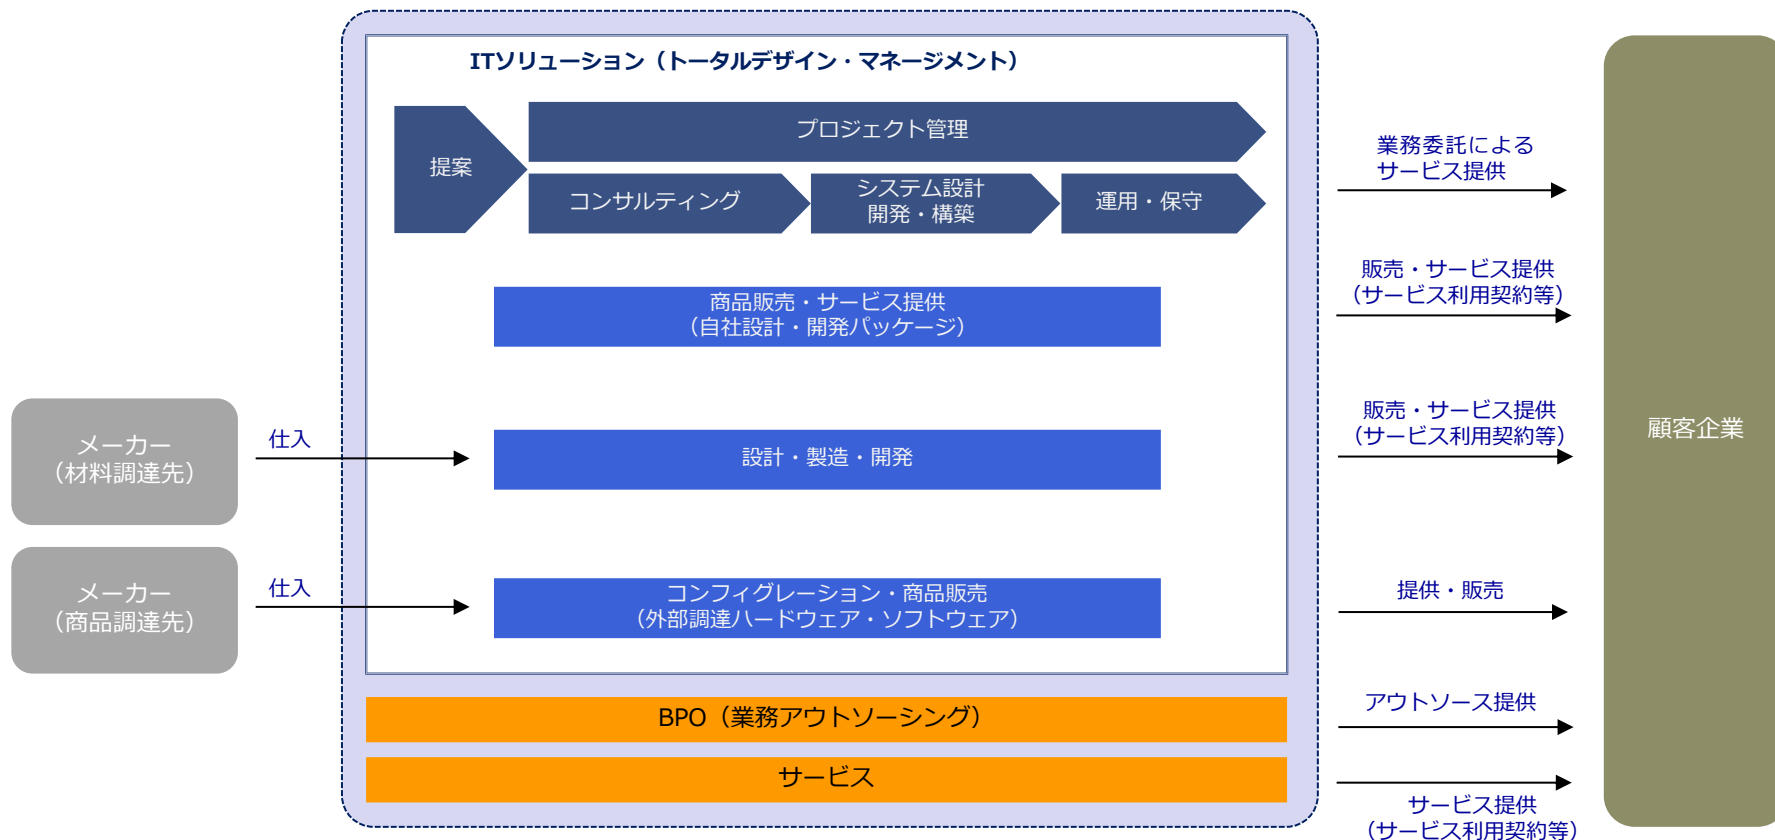 ITソリューション（トータルデザイン・マネージメント）
提案
プロジェクト管理
コンサルティング
システム設計
開発・構築
運用・保守
業務委託による
サービス提供
商品販売・サービス提供
（自社設計・開発パッケージ）
販売・サービス提供
（サービス利用契約等）
メーカー
（材料調達先）
仕入
設計・製造・開発
販売・サービス提供
（サービス利用契約等）
顧客企業
メーカー
（商品調達先）
仕入
コンフィグレーション・商品販売
（外部調達ハードウェア・ソフトウェア）
提供・販売
BPO（業務アウトソーシング）
アウトソース提供
サービス
サービス提供
（サービス利用契約等）